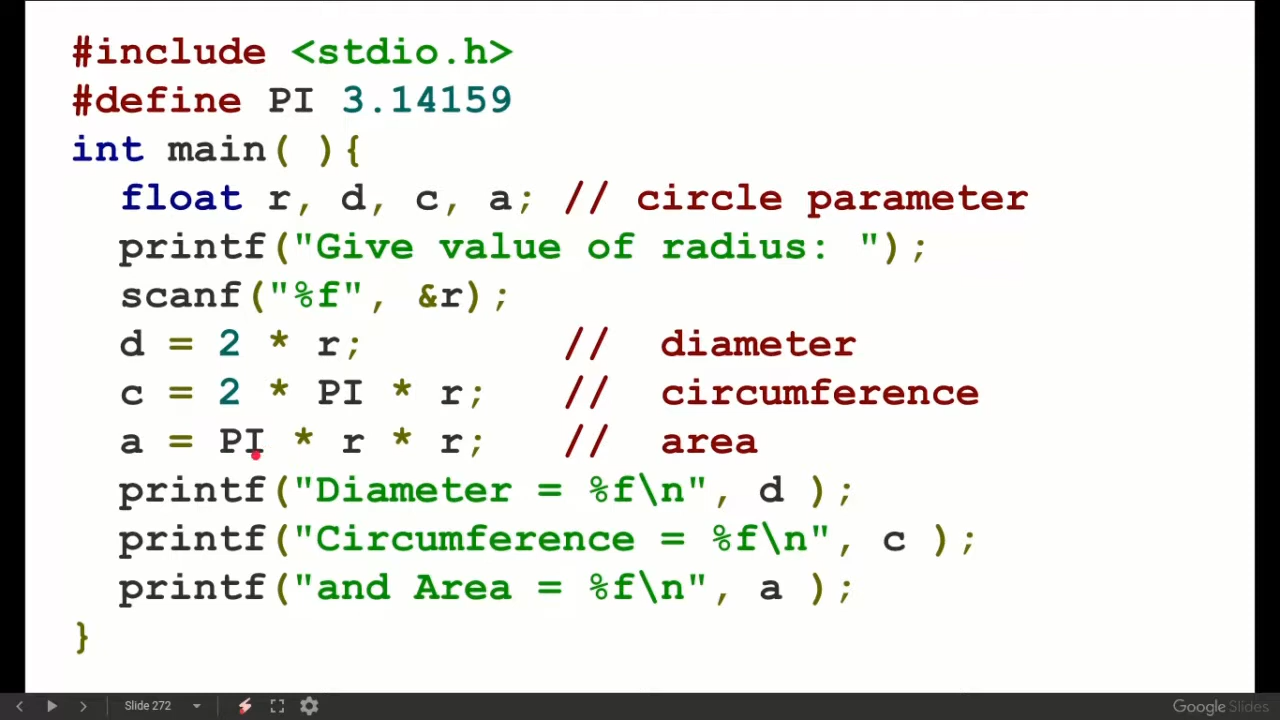 #include <stdio.h>
#define PI 3.14159
int main( ){
  float r, d, c, a; // circle parameter
  printf("Give value of radius: ");
  scanf("%f", &r);
  d = 2 * r;        //  diameter
  c = 2 * PI * r;   //  circumference
  a = PI * r * r;   //  area
  printf("Diameter = %f\n", d );
  printf("Circumference = %f\n", c );
  printf("and Area = %f\n", a );
}
Slide 272
Google Slides